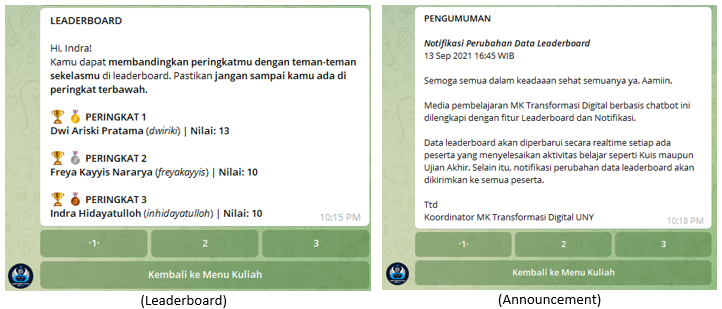 LEADERBOARD
Hi, Indra!
Kamu dapat membandingkan peringkatmu dengan teman-teman
sekelasmu di leaderboard. Pastikan jangan sampai kamu ada di
peringkat terbawah.
PERINGKAT 1
Dwi Ariski Pratama (dwiriki) | Nilai: 13
PERINGKAT 2
Freya Kayyis Nararya (freyakayyis) | Nilai: 10
PERINGKAT 3
Indra Hidayatulloh (inhidayatulloh) | Nilai: 10
10:15 PM
·1·
2
3
Kembali ke Menu Kuliah
(Leaderboard)
PENGUMUMAN
Notifikasi Perubahan Data Leaderboard
13 Sep 2021 16:45 WIB
Semoga semua dalam keadaaan sehat semuanya ya. Aamiin.
Media pembelajaran MK Transformasi Digital berbasis chatbot ini
dilengkapi dengan fitur Leaderboard dan Notifikasi.
Data leaderboard akan diperbarui secara realtime setiap ada
peserta yang menyelesaikan aktivitas belajar seperti Kuis maupun
Ujian Akhir. Selain itu, notifikasi perubahan data leaderboard akan
dikirimkan ke semua peserta.
Ttd
Koordinator MK Transformasi Digital UNY
10:18 PM
·1·
2
3
Kembali ke Menu Kuliah
(Announcement)